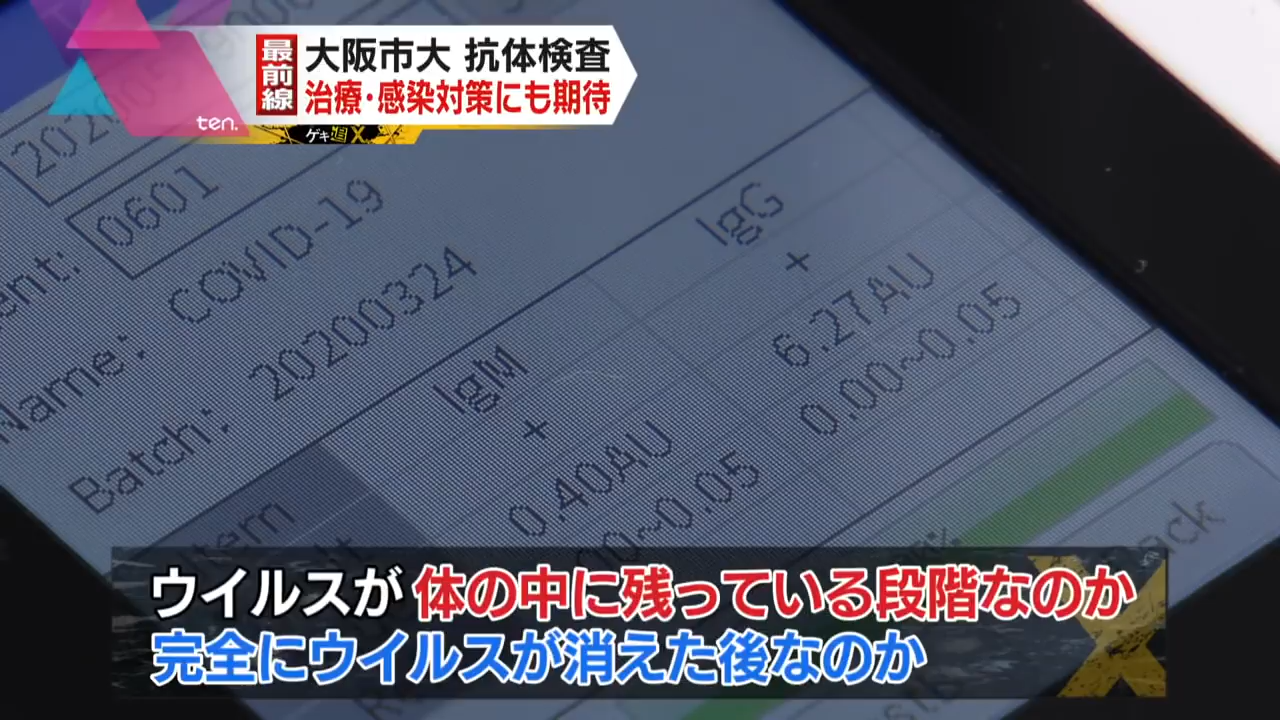 最前線
大阪市大 抗体検査
治療・感染対策にも期待
ten.
ゲキ追X
0601
COVID-19
Name:
Batch: 20200324
IgM IgG
+ +
0.40AU 6.27AU
0.00~0.05
ウイルスが 体の中に残っている段階なのか
完全にウイルスが消えた後なのか